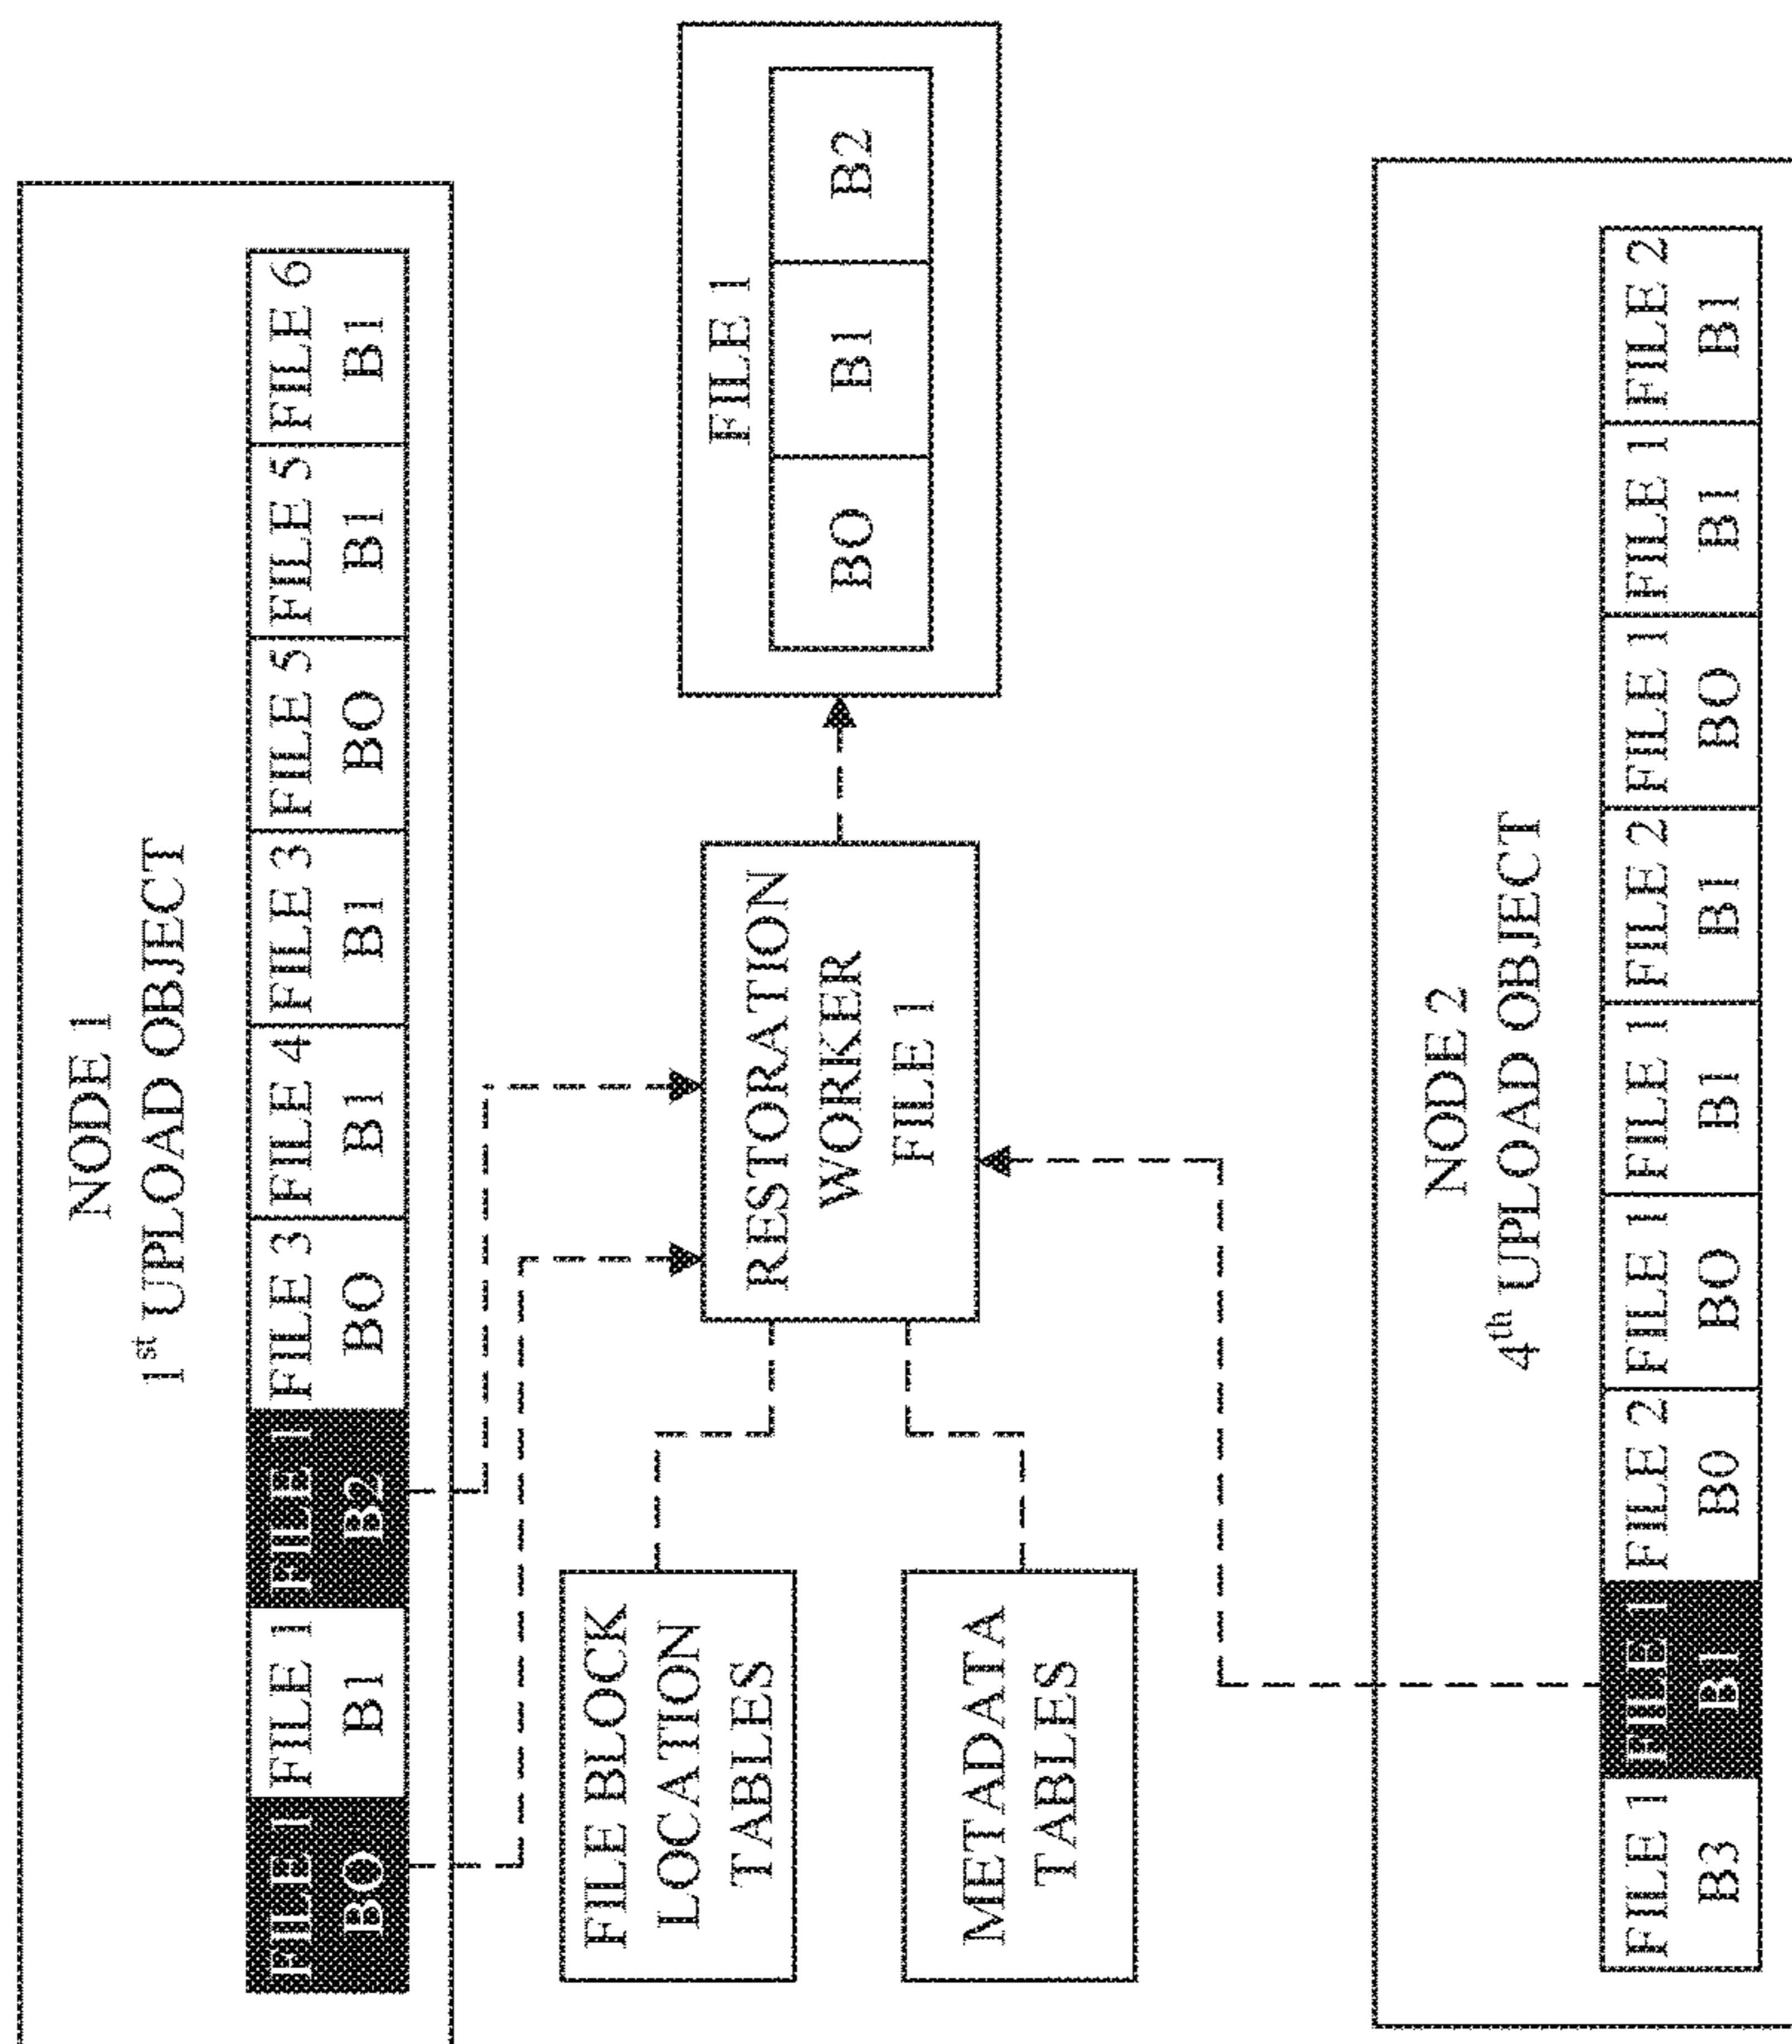 NODE 1
1st UPLOAD OBJECT
FILE 1 FILE 1 FILE 1 FILE 3 FILE 4 FILE 3 FILE 5 FILE 5 FILE 6
BO B1 B2 BO B1 B1 BO B1 B1
FILE BLOCK
LOCATION
TABLES
METADATA
TABLES
RESTORATION
WORKER
FILE 1
FILE 1
BO B1 B2
NODE 2
4th UPLOAD OBJECT
FILE 1 FILE 1 FILE 2 FILE 1 FILE 1 FILE 2 FILE 1 FILE 1 FILE 2
B3 B1 B0 BO B1 B1 BO B1 B1